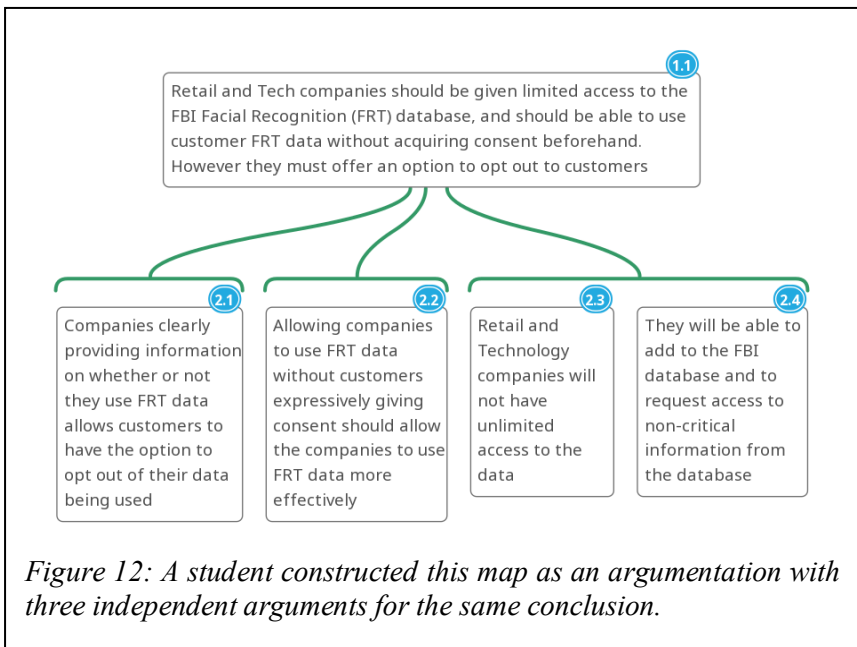 1.1
Retail and Tech companies should be given limited access to the
FBI Facial Recognition (FRT) database, and should be able to use
customer FRT data without acquiring consent beforehand.
However they must offer an option to opt out to customers
2.1
Companies clearly
providing information
on whether or not
they use FRT data
allows customers to
have the option to
opt out of their data
being used
2.2
Allowing companies
to use FRT data
without customers
expressively giving
consent should allow
the companies to use
FRT data more
effectively
2.3
Retail and
Technology
companies will
not have
unlimited
access to the
data
2.4
They will be able to
add to the FBI
database and to
request access to
non-critical
information from
the database
Figure 12: A student constructed this map as an argumentation with
three independent arguments for the same conclusion.